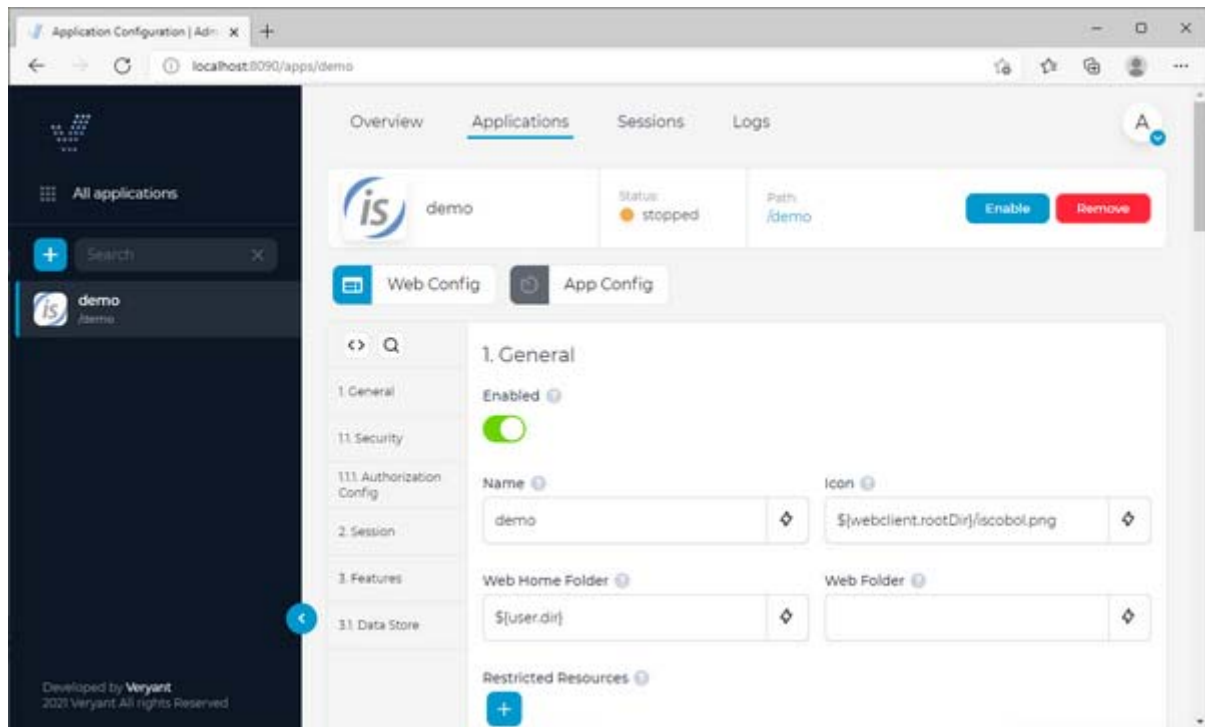 Application Configuration | Adm
localhost:8090/apps/demo
All applications
Search
is
demo
/demo
Developed by Veryant
2021 Veryant All rights Reserved
Overview
Applications
Sessions
Logs
A
is
demo
Status:
stopped
Path:
/demo
Enable
Remove
Web Config
App Config
1. General
1.1. Security
1.1.1. Authorization
Config
2. Session
3. Features
3.1. Data Store
1. General
Enabled
Name
Icon
demo
${webclient.rootDir}/iscobol.png
Web Home Folder
Web Folder
${user.dir}
Restricted Resources